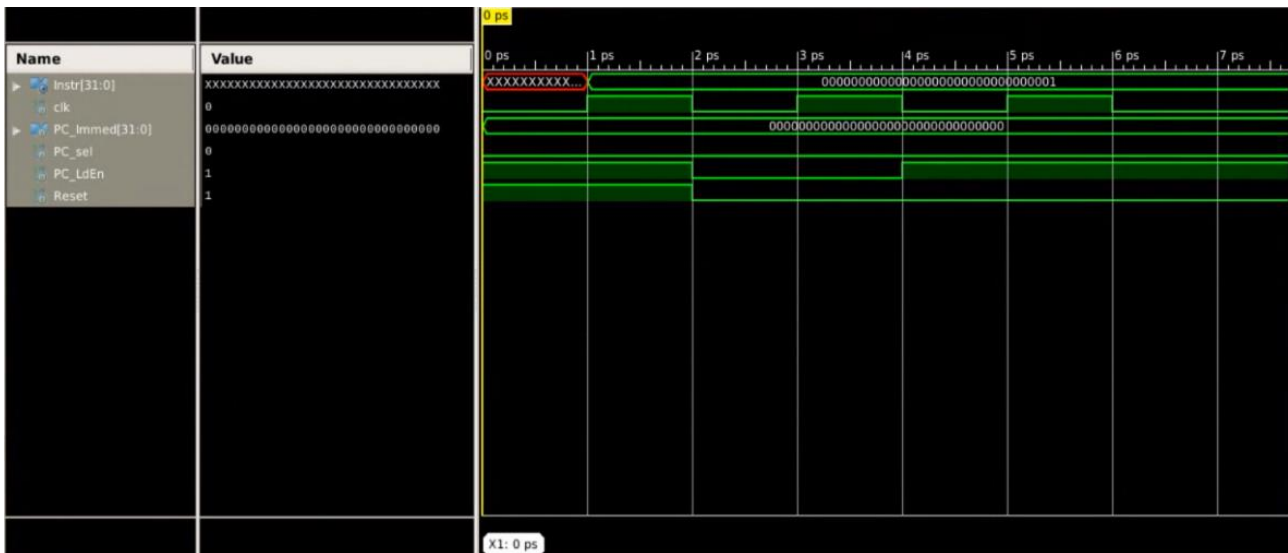 0 ps
Name Value 0 ps 1 ps 2 ps 3 ps 4 ps 5 ps 6 ps 7 ps
Instr[31:0] XXXXXXXXXXXXXXXXXXXXXXXXXXXXXXXX XXXXXXXXXX... 00000000000000000000000000000001
clk 0
PC_Immed[31:0] 00000000000000000000000000000000 00000000000000000000000000000000
PC_sel 0
PC_LdEn 1
Reset 1
X1: 0 ps